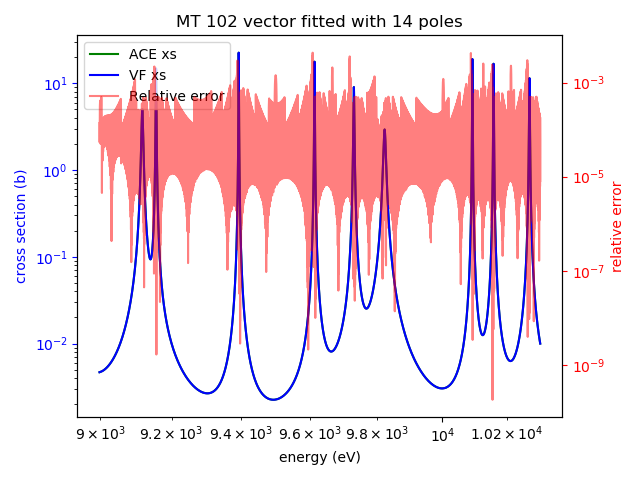 MT 102 vector fitted with 14 poles
ACE xs
VF xs
Relative error
cross section (b)
10¹
10⁰
10⁻¹
10⁻²
10⁻³
10⁻⁵
10⁻⁷
10⁻⁹
relative error
9 × 10³ 9.2 × 10³ 9.4 × 10³ 9.6 × 10³ 9.8 × 10³ 10⁴ 1.02 × 10⁴
energy (eV)